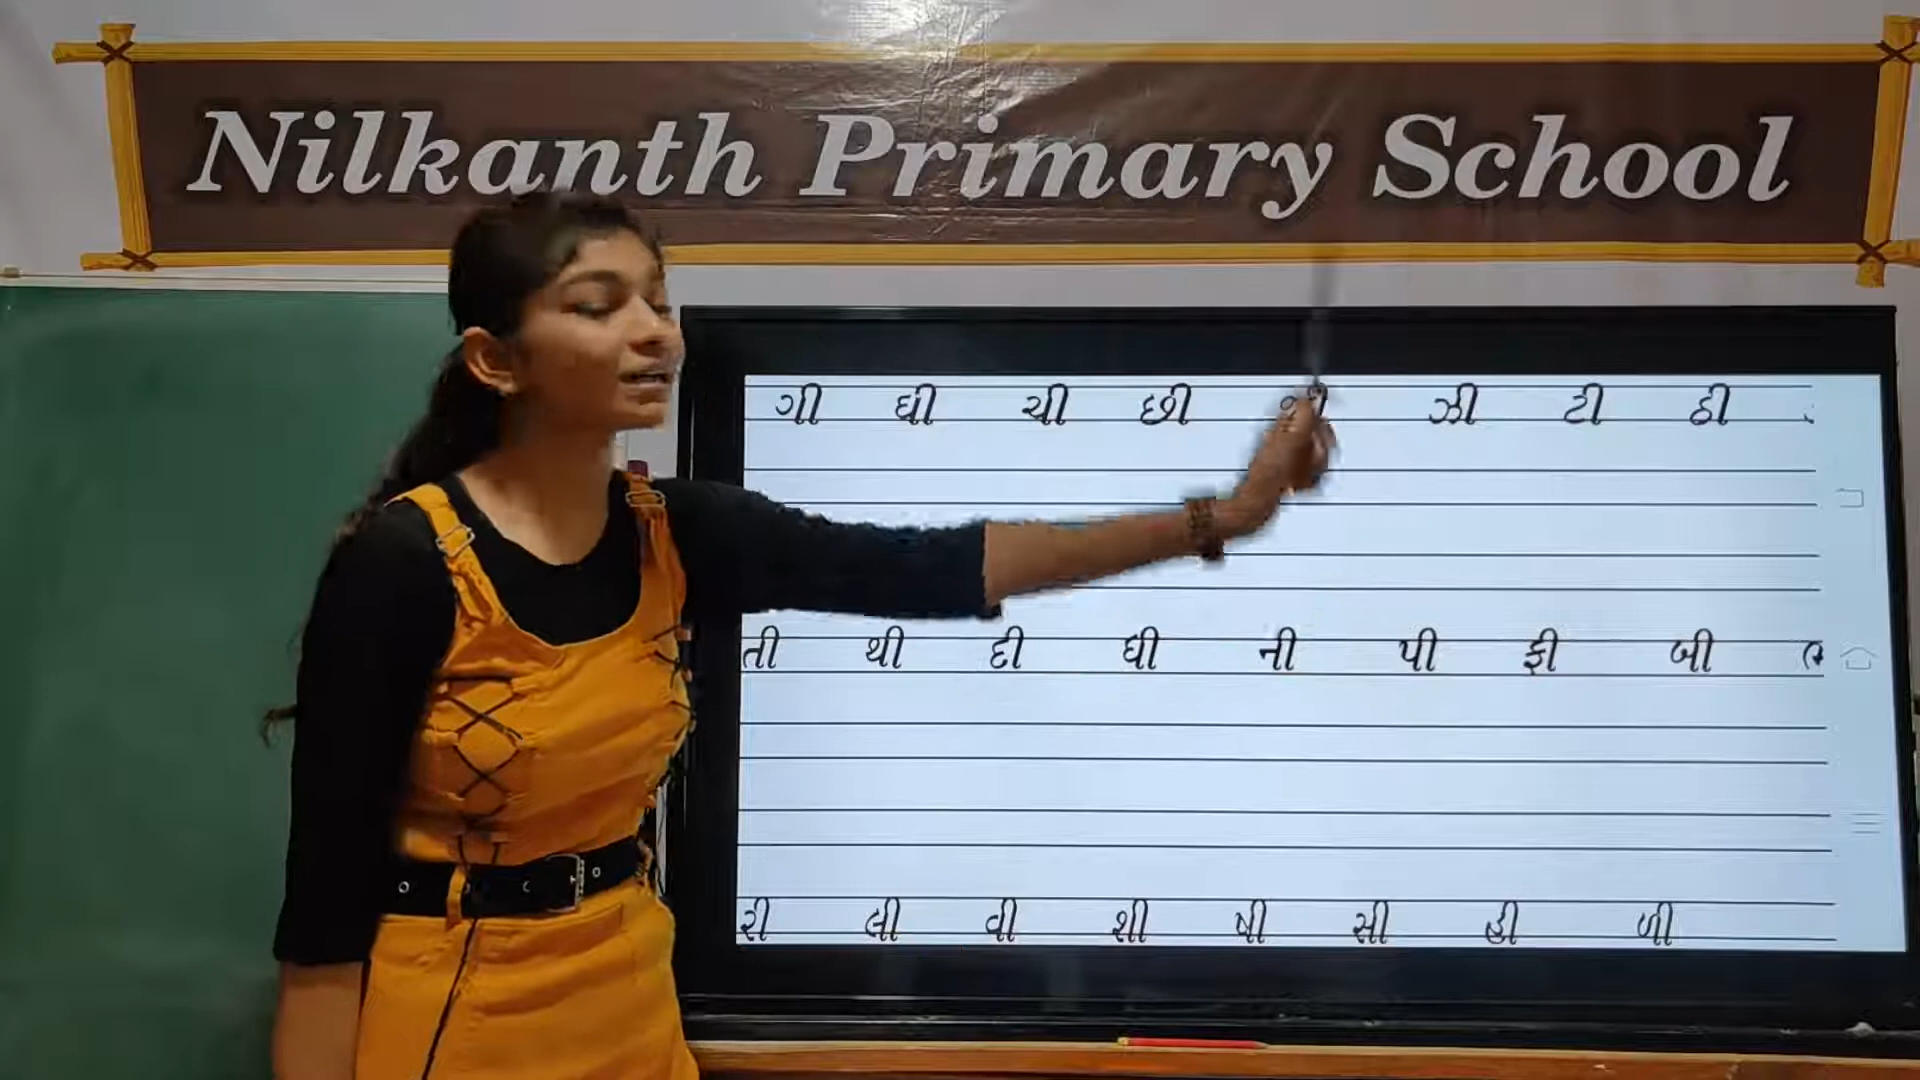 Nilkanth Primary School
ગી ઘી ચી છી ઝી ટી ઠી
તી થી દી ધી ની પી ફી બી
રી લી વી શી ષી સી હી ળી